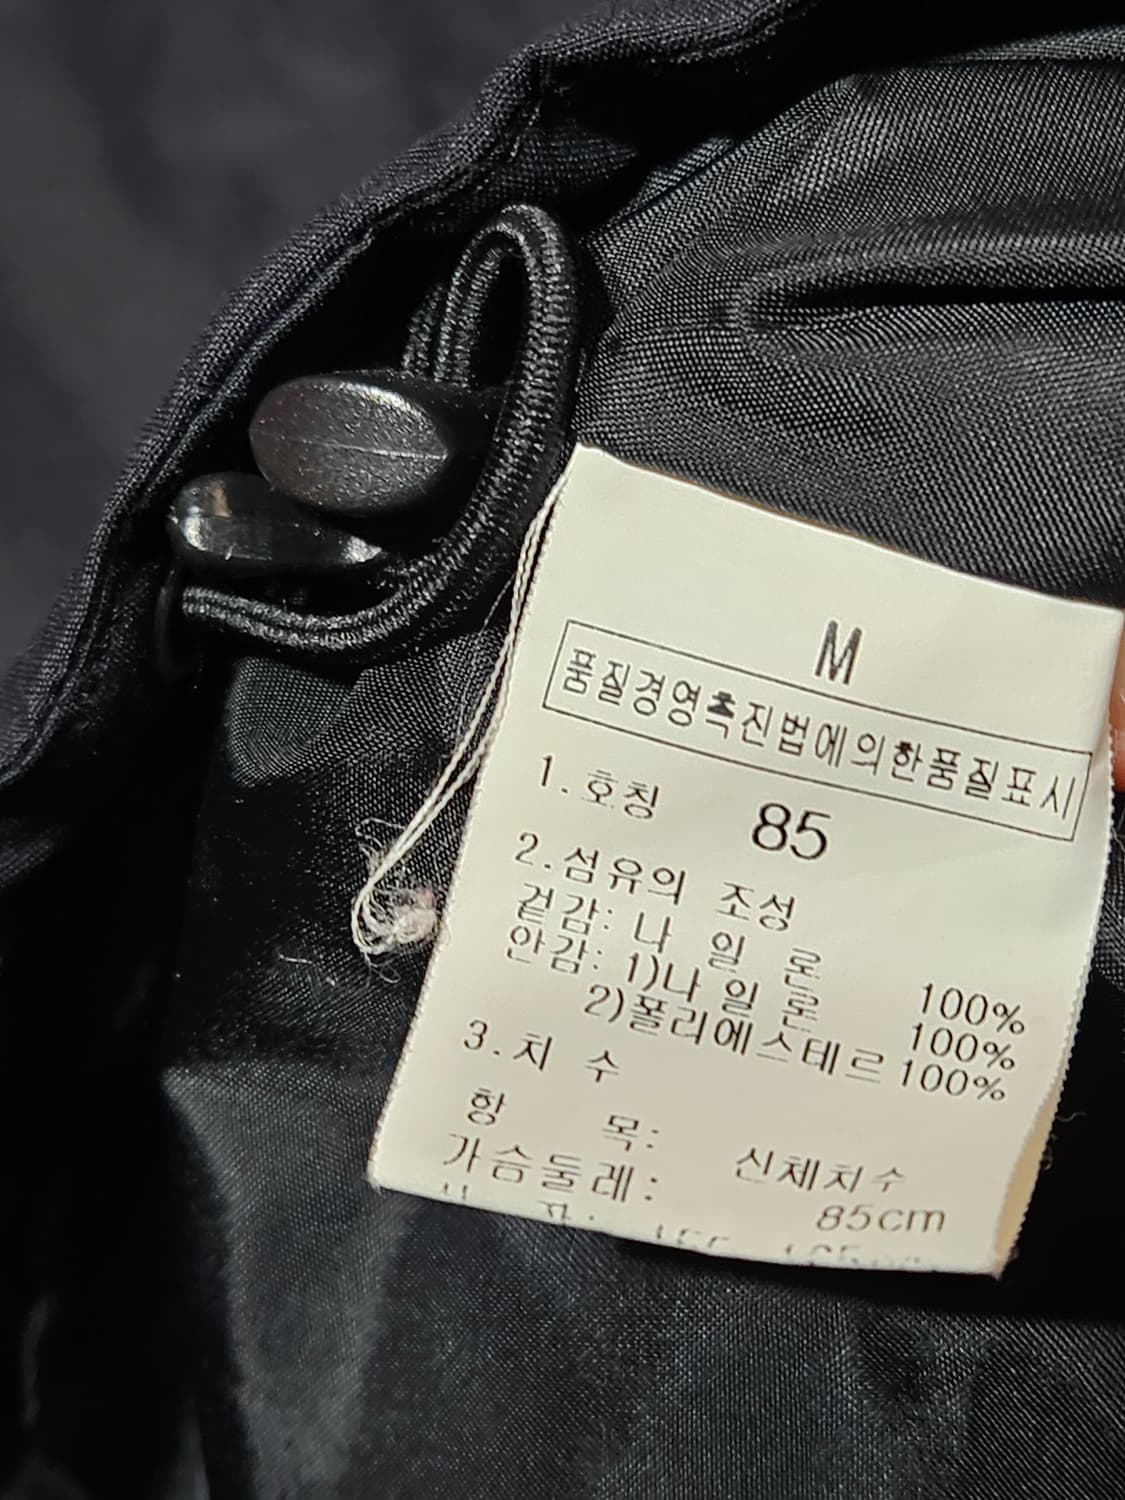 M
품질경영촉진법에의한품질표시
1.호칭 85
2.섬유의 조성
겉감: 나 일 론 100%
안감: 1)나 일 론 100%
2)폴리에스테르 100%
3.치 수
항 목: 신체치수
가슴둘레: 85cm